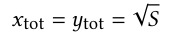 x_tot = y_tot = √S